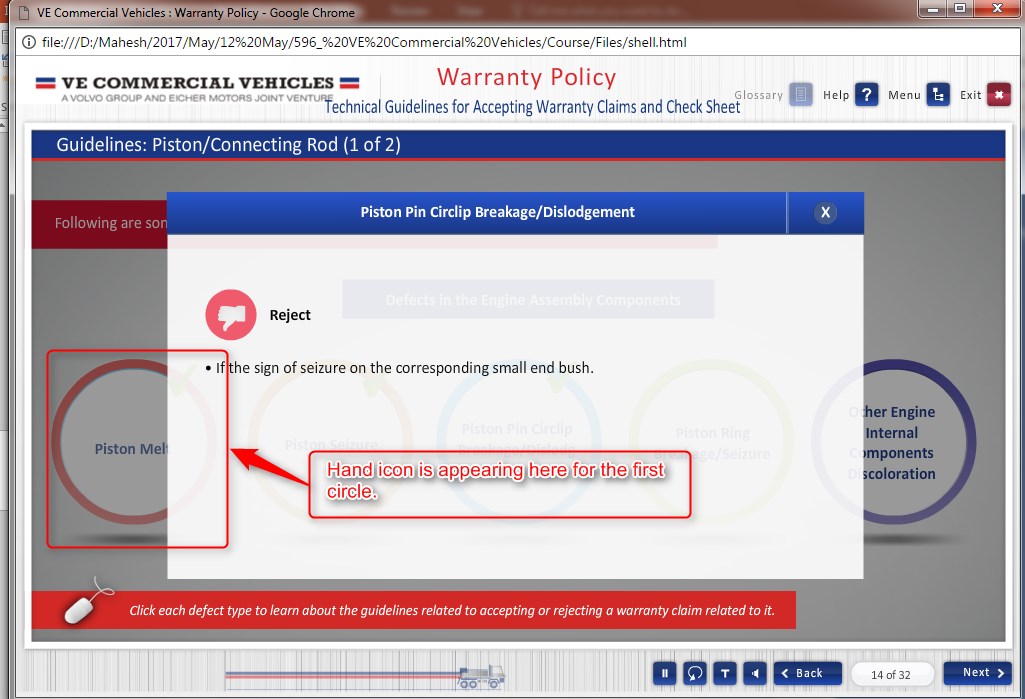 VE Commercial Vehicles : Warranty Policy - Google Chrome
file:///D:/Mahesh/2017/May/12%20May/596_%20VE%20Commercial%20Vehicles/Course/Files/shell.html
VE COMMERCIAL VEHICLES
A VOLVO GROUP AND EICHER MOTORS JOINT VENTURE
Warranty Policy
Technical Guidelines for Accepting Warranty Claims and Check Sheet
Glossary Help ? Menu Exit
Guidelines: Piston/Connecting Rod (1 of 2)
Following are som
Piston Pin Circlip Breakage/Dislodgement X
Defects in the Engine Assembly Components
Reject
• If the sign of seizure on the corresponding small end bush.
Piston Melt
Piston Seizure
Piston Pin Circlip
Piston Ring
Breakage/Seizure
Other Engine
Internal
Components
Discoloration
Hand icon is appearing here for the first
circle.
Click each defect type to learn about the guidelines related to accepting or rejecting a warranty claim related to it.
T
Back
14 of 32
Next